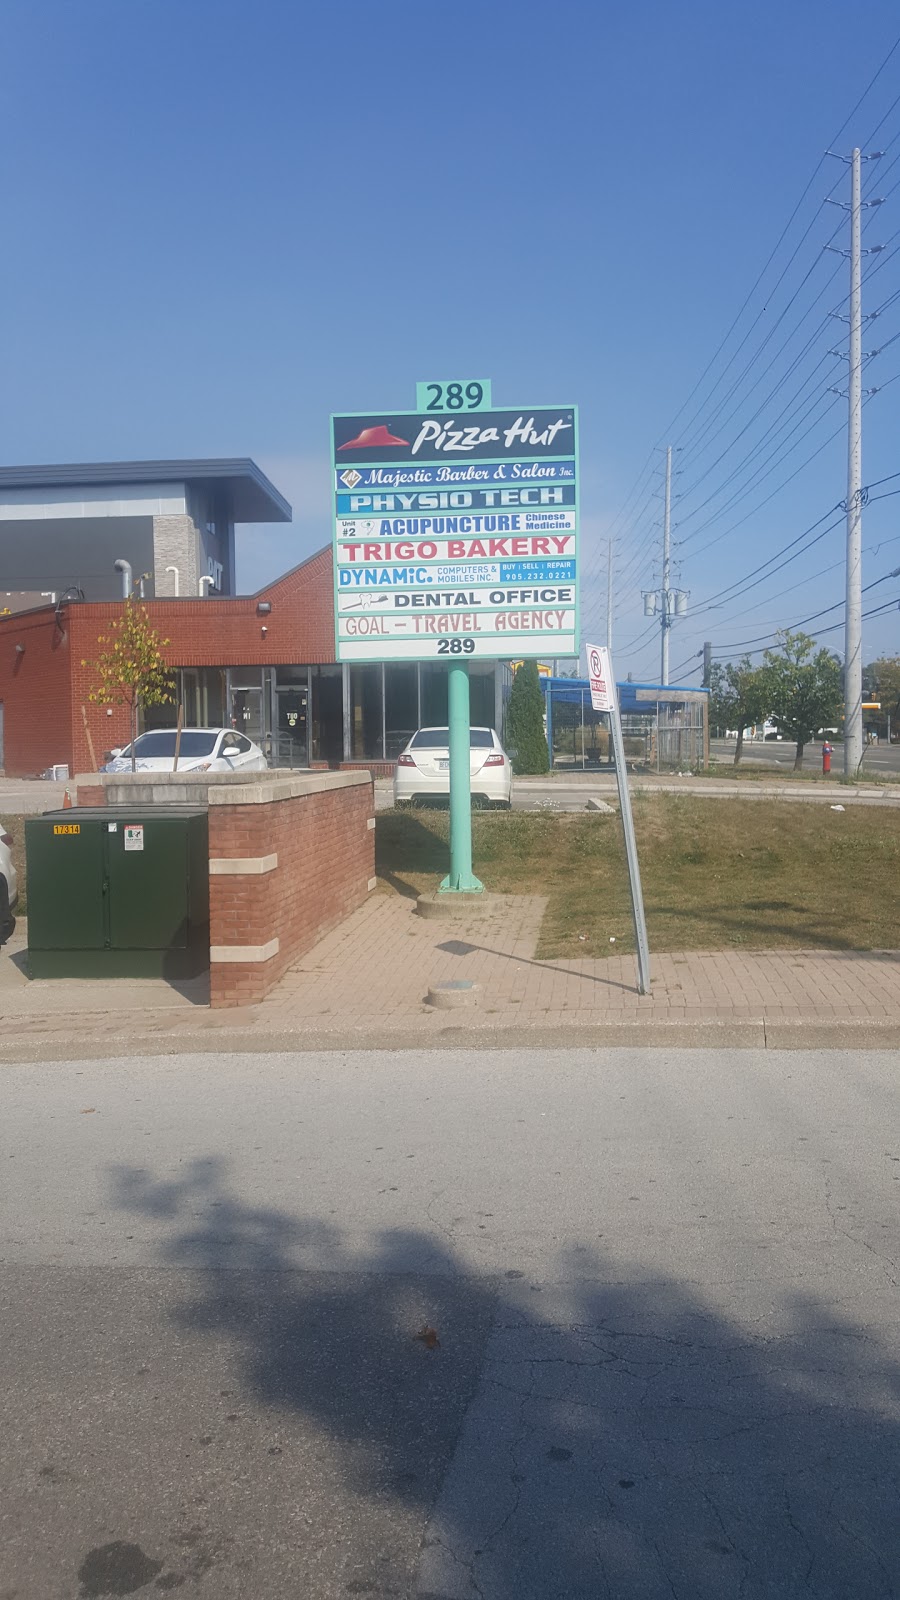 289
Pizza Hut
Majestic Barber & Salon Inc.
PHYSIO TECH
Unit #2 ACUPUNCTURE Chinese Medicine
TRIGO BAKERY
DYNAMIC. COMPUTERS & MOBILES INC. BUY | SELL | REPAIR 905.232.0221
DENTAL OFFICE
GOAL - TRAVEL AGENCY
289
17314